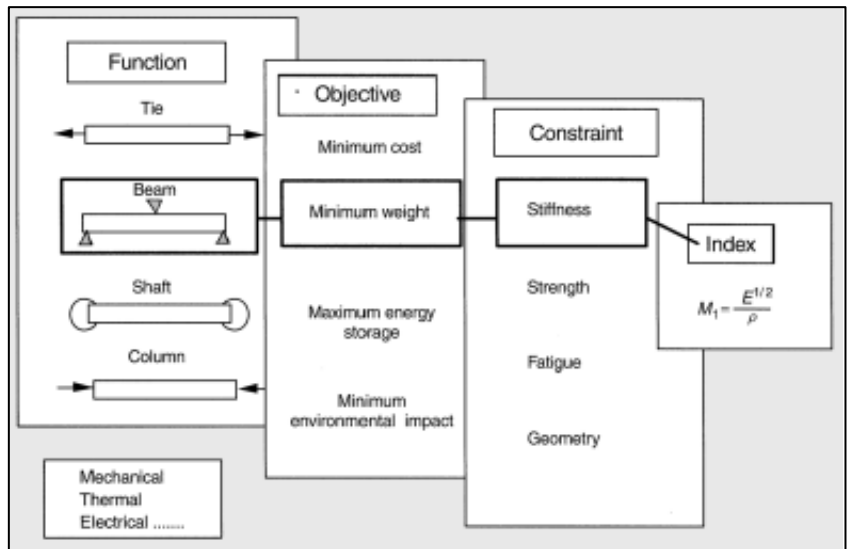 Function
Tie
Beam
Shaft
Column
Mechanical
Thermal
Electrical .......
Objective
Minimum cost
Minimum weight
Maximum energy
storage
Minimum
environmental impact
Constraint
Stiffness
Strength
Fatigue
Geometry
Index
M₁ = E^{1/2} / ρ